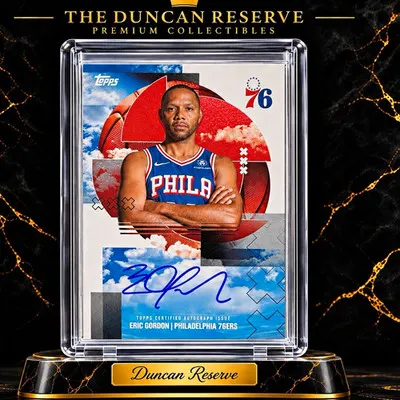 THE DUNCAN RESERVE
PREMIUM COLLECTIBLES
Topps
76
PHILA
TOPPS CERTIFIED AUTOGRAPH ISSUE
ERIC GORDON | PHILADELPHIA 76ERS
Duncan Reserve